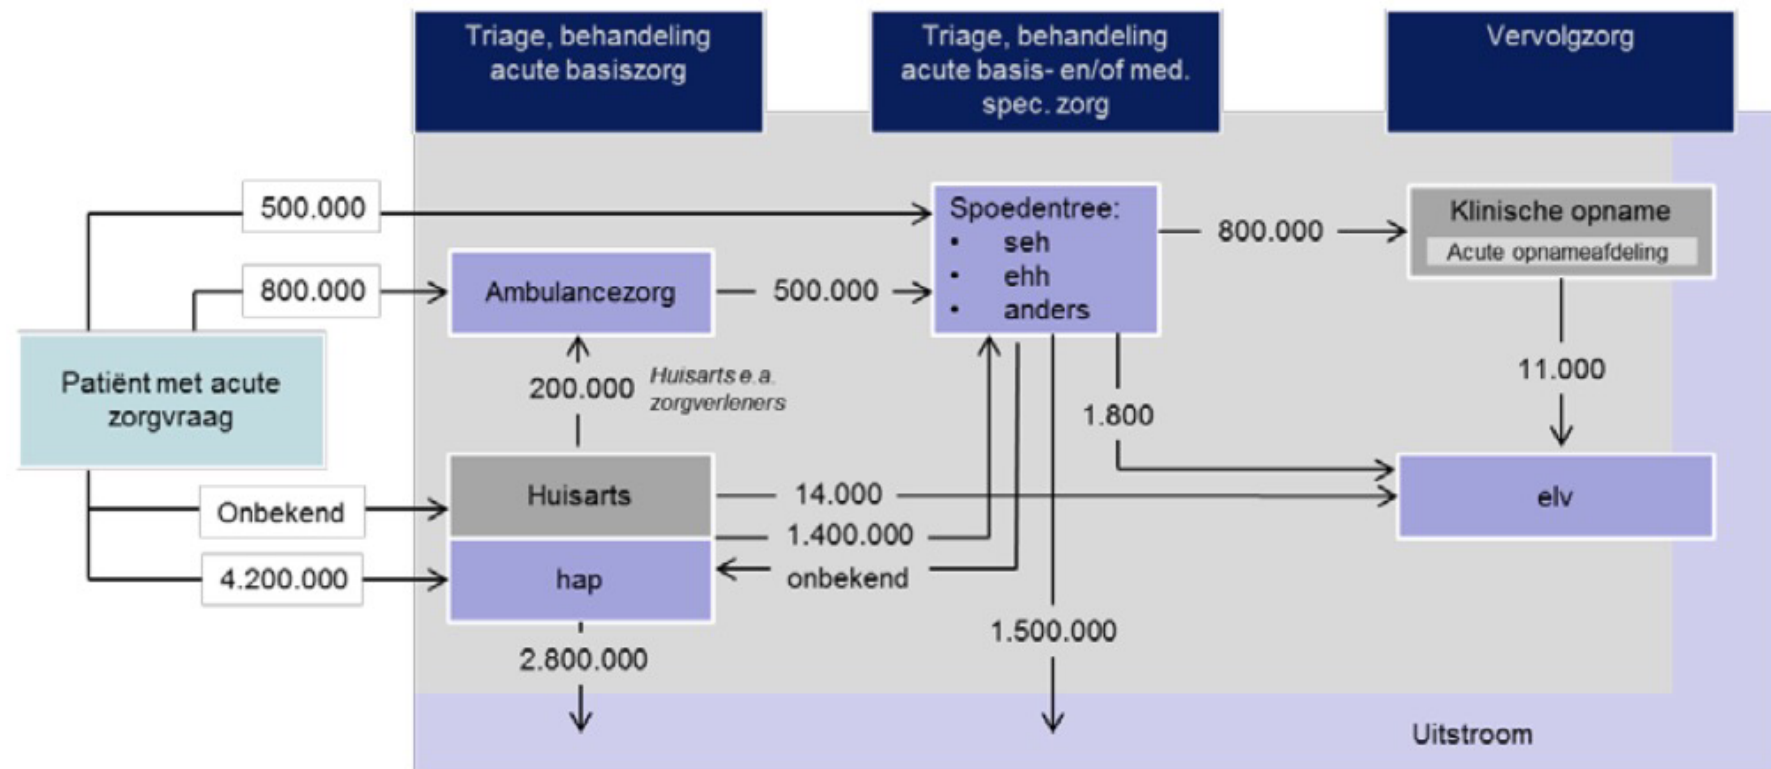 Triage, behandeling
acute basiszorg
Triage, behandeling
acute basis- en/of med.
spec. zorg
Vervolgzorg
500.000
Spoedentree:
• seh
• ehh
• anders
800.000
Klinische opname
Acute opnameafdeling
800.000
Ambulancezorg
500.000
Patiënt met acute
zorgvraag
200.000
Huisarts e.a.
zorgverleners
1.800
11.000
Onbekend
Huisarts
14.000
elv
1.400.000
4.200.000
hap
onbekend
2.800.000
1.500.000
Uitstroom